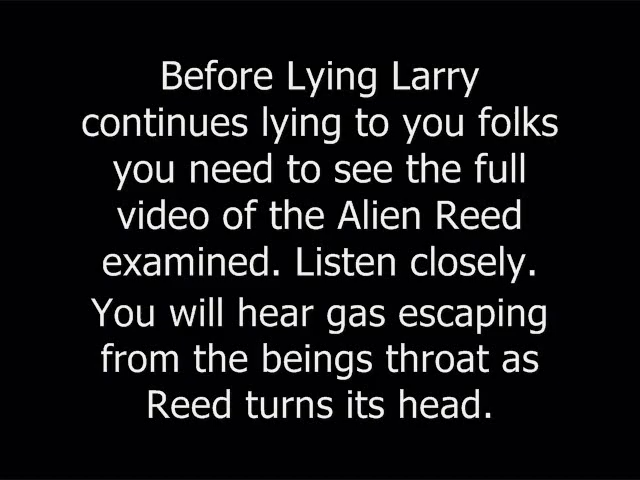 Before Lying Larry
continues lying to you folks
you need to see the full
video of the Alien Reed
examined. Listen closely.
You will hear gas escaping
from the beings throat as
Reed turns its head.